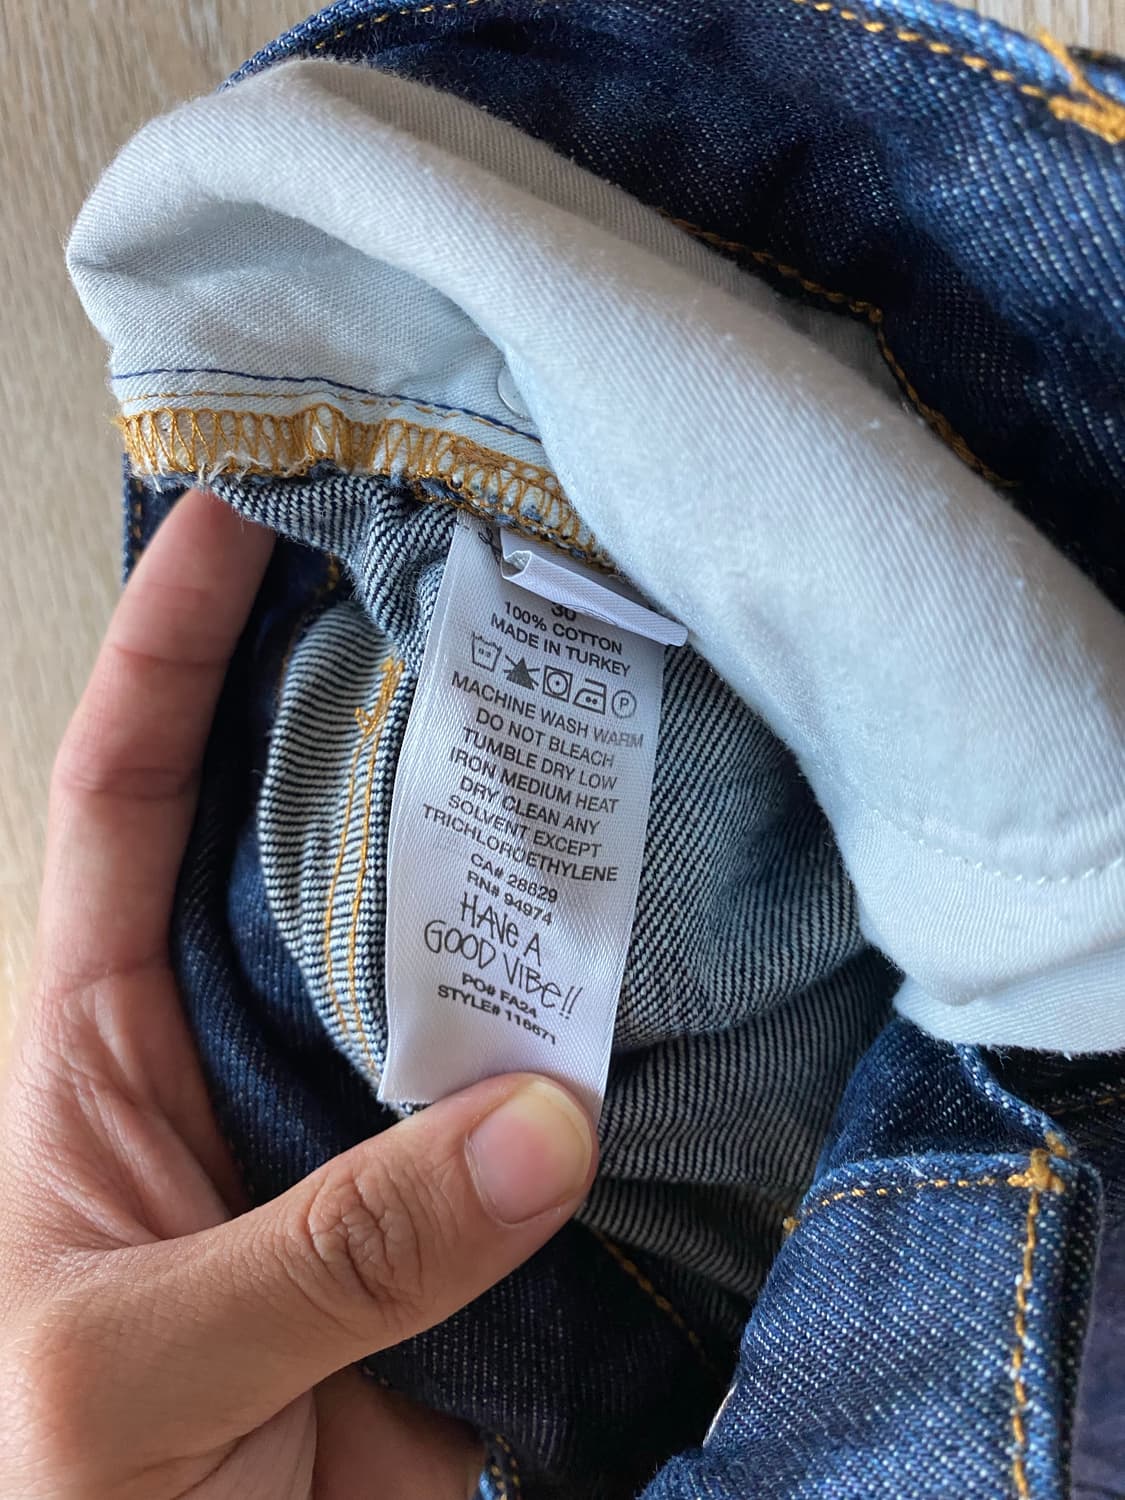 30
100% COTTON
MADE IN TURKEY
P
MACHINE WASH WARM
DO NOT BLEACH
TUMBLE DRY LOW
IRON MEDIUM HEAT
DRY CLEAN ANY
SOLVENT EXCEPT
TRICHLOROETHYLENE
CA# 28829
RN# 94974
HAVE A
GOOD VIBE!!
PO# FA24
STYLE# 116671